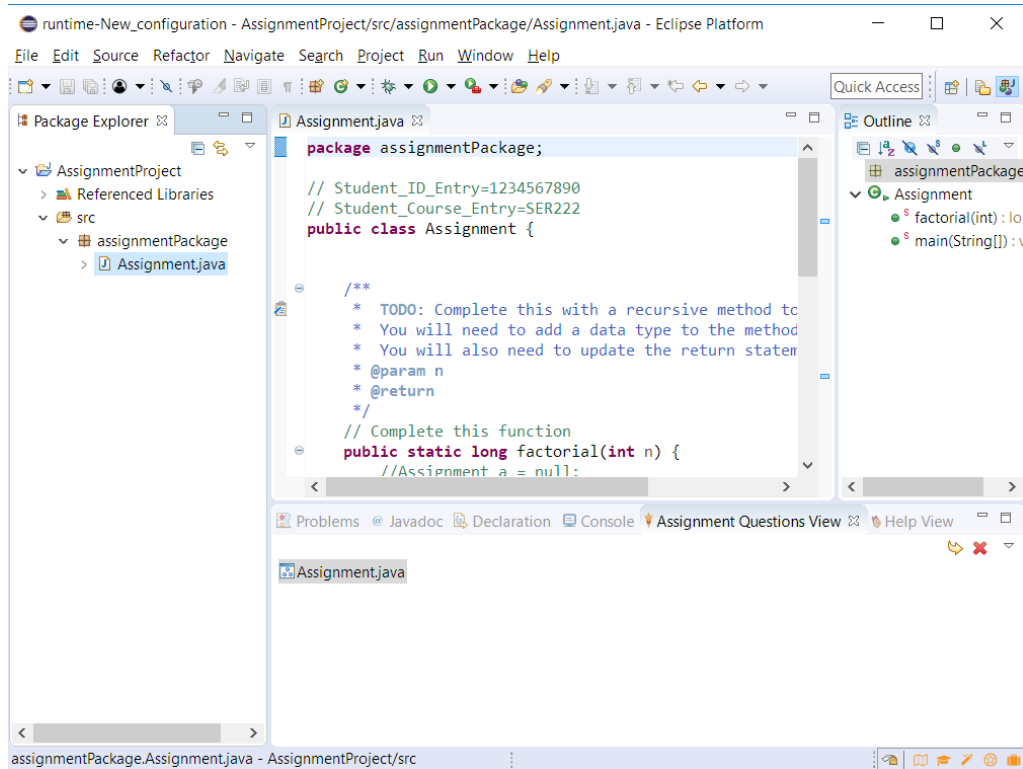 runtime-New_configuration - AssignmentProject/src/assignmentPackage/Assignment.java - Eclipse Platform
File Edit Source Refactor Navigate Search Project Run Window Help
Quick Access
Package Explorer
AssignmentProject
Referenced Libraries
src
assignmentPackage
Assignment.java
Assignment.java
package assignmentPackage;
// Student_ID_Entry=1234567890
// Student_Course_Entry=SER222
public class Assignment {
/**
* TODO: Complete this with a recursive method to
* You will need to add a data type to the method
* You will also need to update the return statem
* @param n
* @return
*/
// Complete this function
public static long factorial(int n) {
//Assignment a = null;
Outline
assignmentPackage
Assignment
factorial(int) : lo
main(String[]) : v
Problems @ Javadoc Declaration Console Assignment Questions View Help View
Assignment.java
assignmentPackage.Assignment.java - AssignmentProject/src